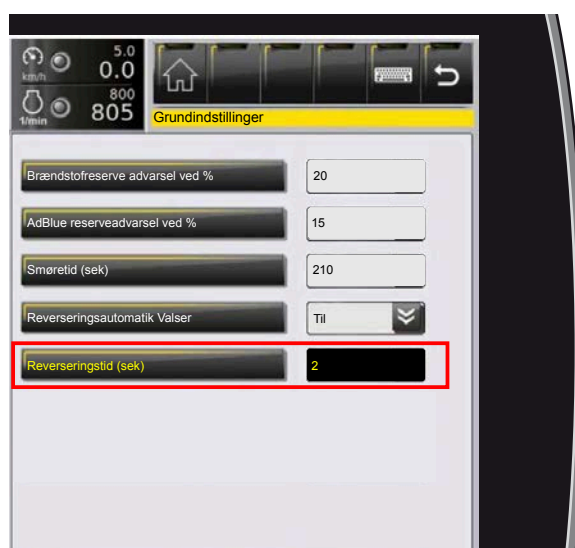 5.0
km/h 0.0
800
1/min 805
Grundindstillinger
Brændstofreserve advarsel ved % 20
AdBlue reserveadvarsel ved % 15
Smøretid (sek) 210
Reverseringsautomatik Valser Til
Reverseringstid (sek) 2